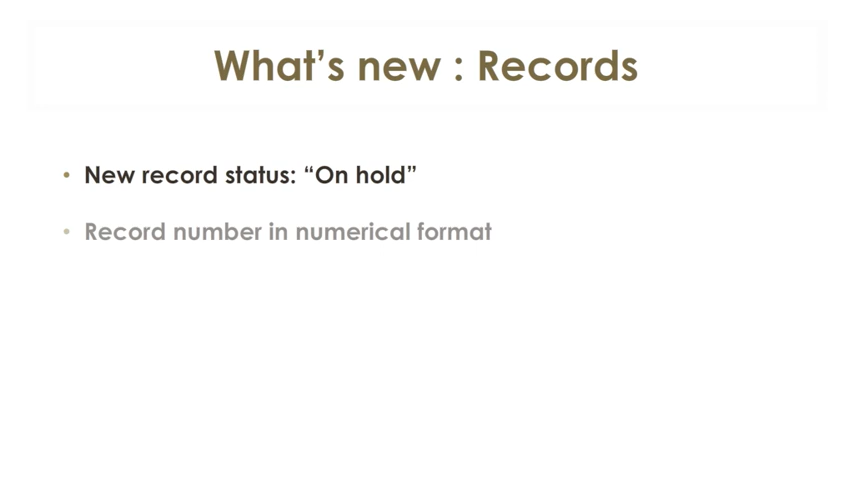 What’s new : Records
• New record status: “On hold”
• Record number in numerical format